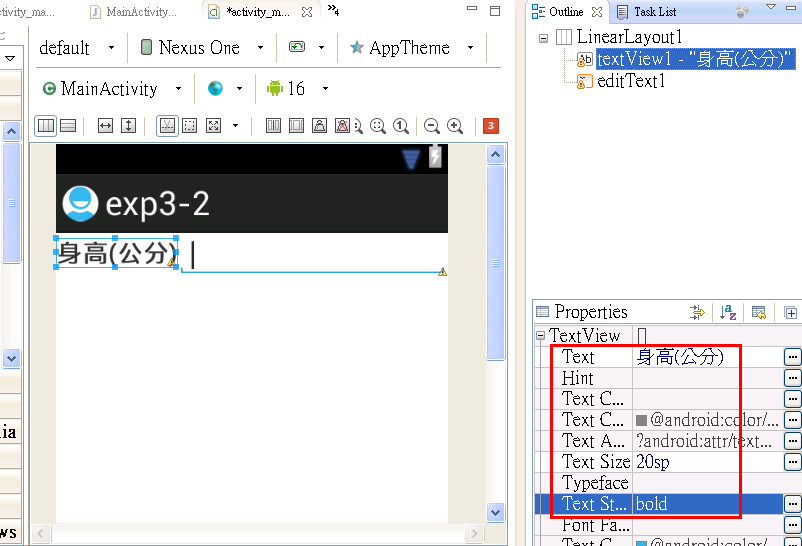 ctivity_ma...
MainActivity...
*activity_m...
4
default
Nexus One
AppTheme
MainActivity
16
1
3
exp3-2
身高(公分)
ia
ws
Outline
Task List
LinearLayout1
Ab
textView1 - "身高(公分)"
I
editText1
Properties
a
z
TextView
[]
Text
身高(公分)
Hint
Text C...
Text C...
@android:color/...
Text A...
?android:attr/text...
Text Size
20sp
Typeface
Text St...
bold
Font Fa...
Text C...
@android:color/...